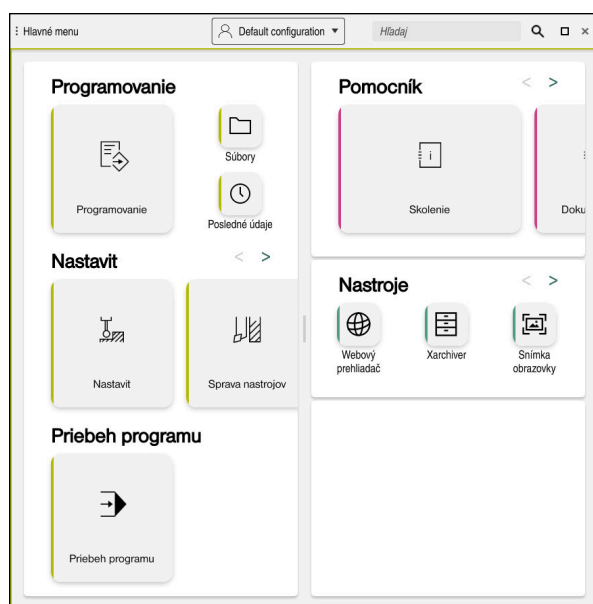 Hlavné menu
Default configuration
Hľadaj
Programovanie
Programovanie
Súbory
Posledné údaje
Nastavit
Nastavit
Sprava nastrojov
Priebeh programu
Priebeh programu
Pomocník
Skolenie
Doku
Nastroje
Webový
prehliadač
Xarchiver
Snímka
obrazovky